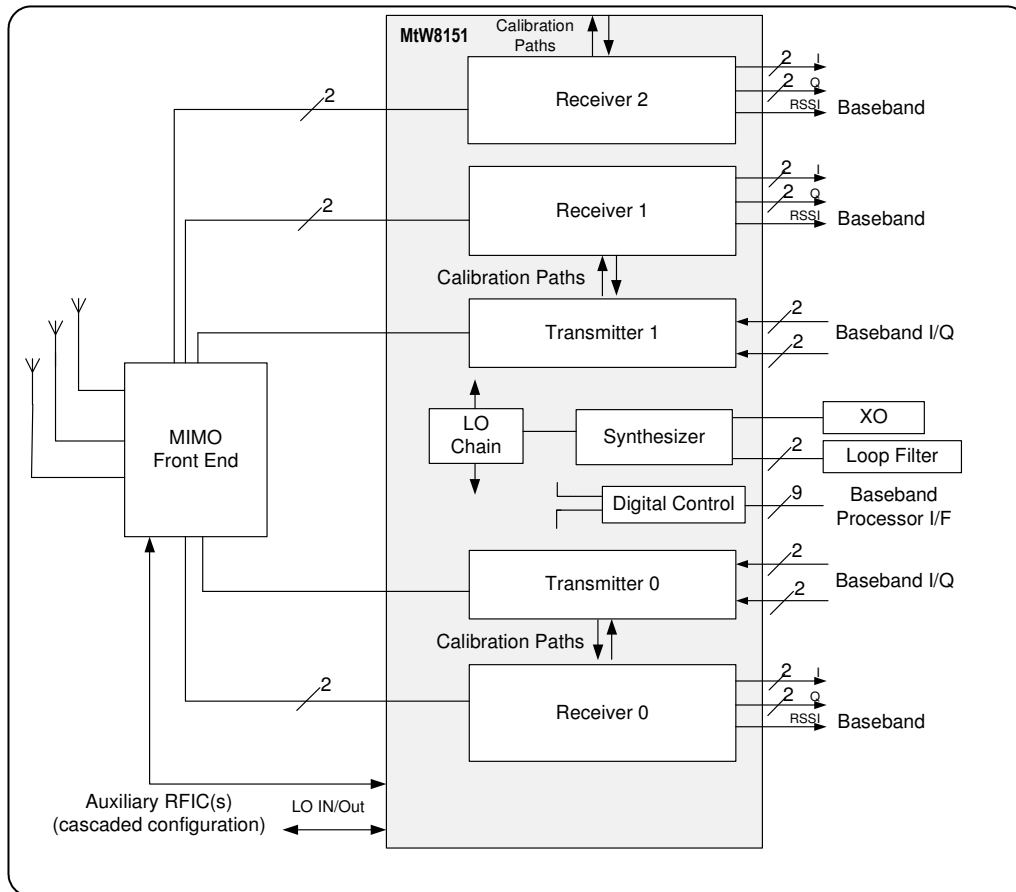 MtW8151
Calibration
Paths
2
Receiver 2
2
I
2
Q
RSSI
Baseband
2
Receiver 1
2
I
2
Q
RSSI
Baseband
Calibration Paths
Transmitter 1
2
2
Baseband I/Q
MIMO
Front End
LO
Chain
Synthesizer
XO
2
Loop Filter
Digital Control
9
Baseband
Processor I/F
Transmitter 0
2
2
Baseband I/Q
Calibration Paths
2
Receiver 0
2
I
2
Q
RSSI
Baseband
Auxiliary RFIC(s)
(cascaded configuration)
LO IN/Out